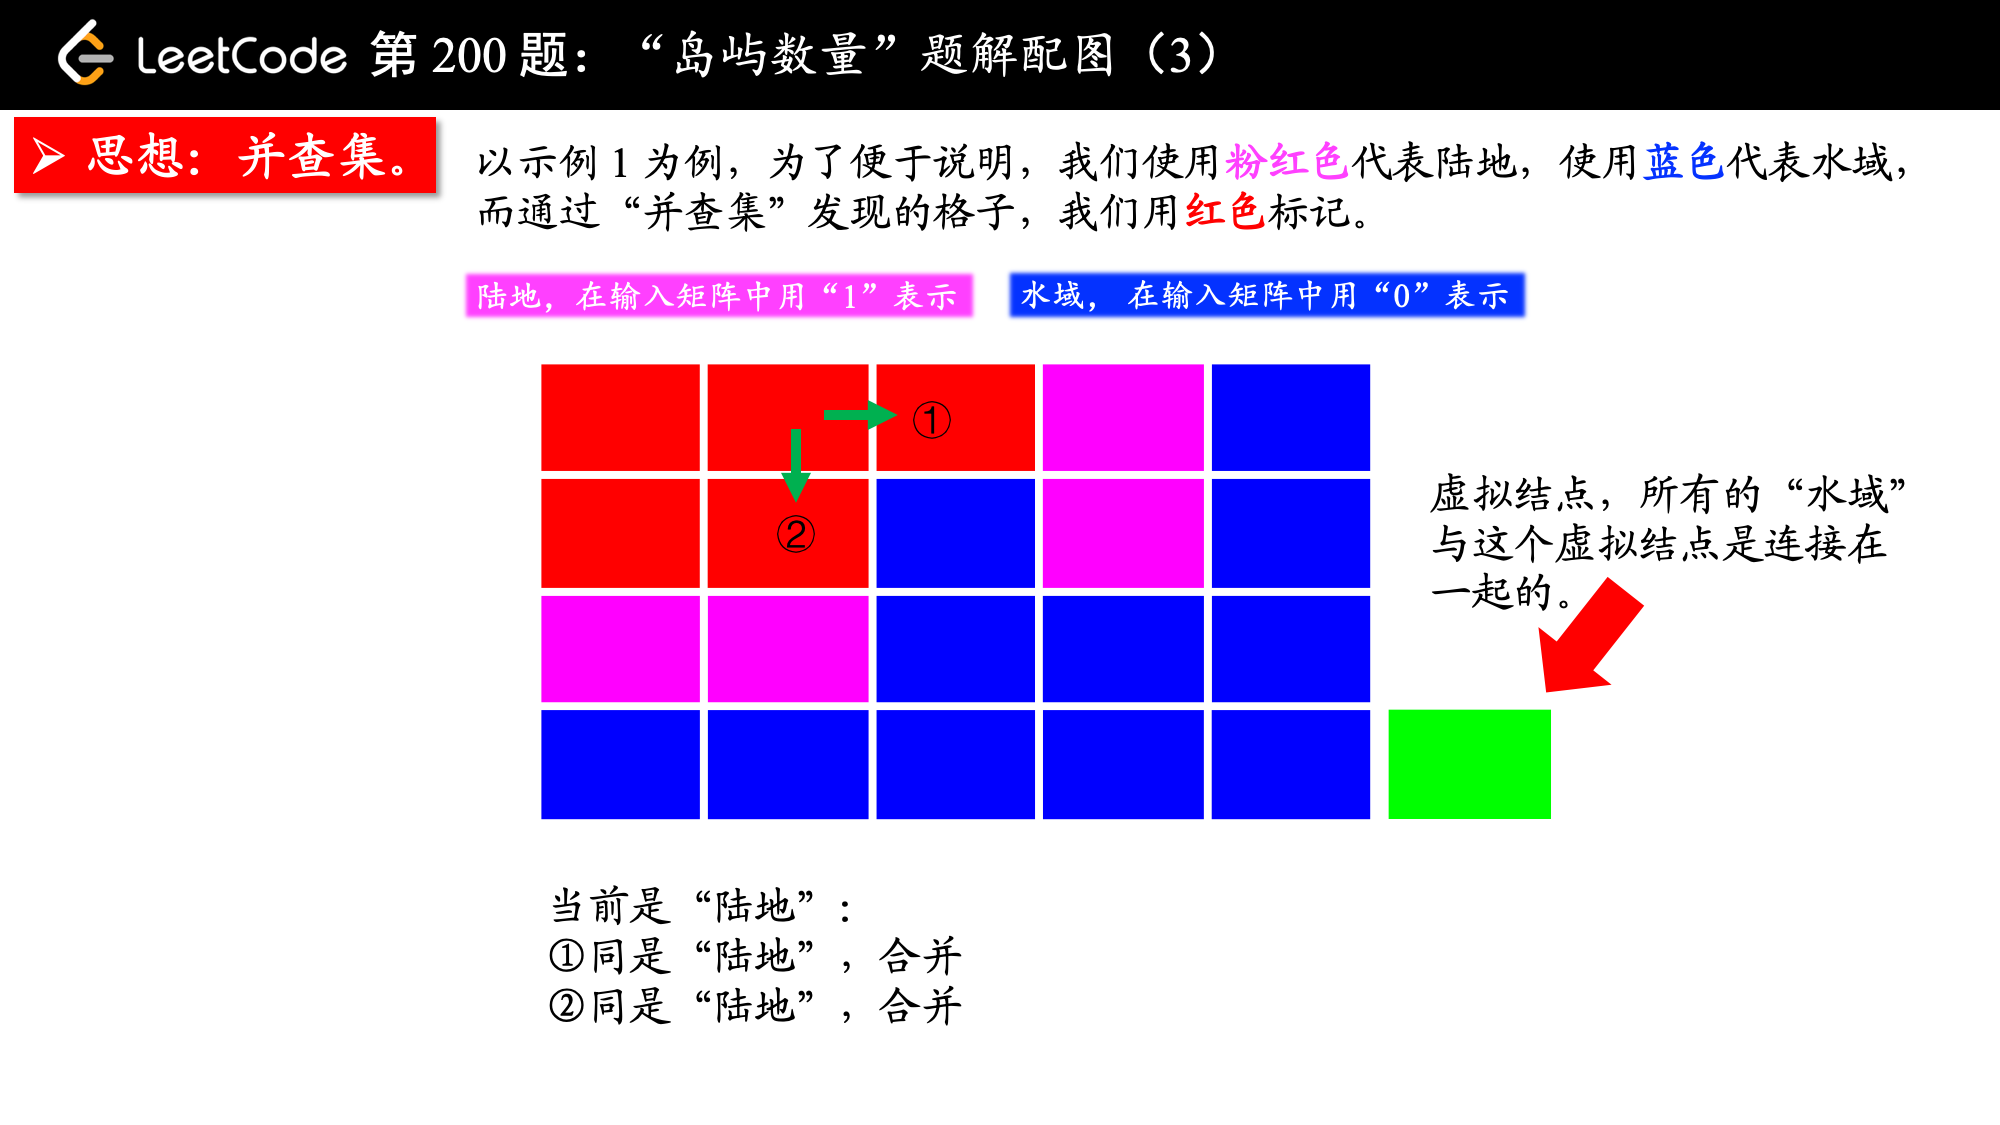 LeetCode 第 200 题：“岛屿数量”题解配图（3）
思想：并查集。
以示例 1 为例，为了便于说明，我们使用粉红色代表陆地，使用蓝色代表水域，
而通过“并查集”发现的格子，我们用红色标记。
陆地，在输入矩阵中用“1”表示
水域，在输入矩阵中用“0”表示
①
②
虚拟结点，所有的“水域”
与这个虚拟结点是连接在
一起的。
当前是“陆地”：
①同是“陆地”，合并
②同是“陆地”，合并